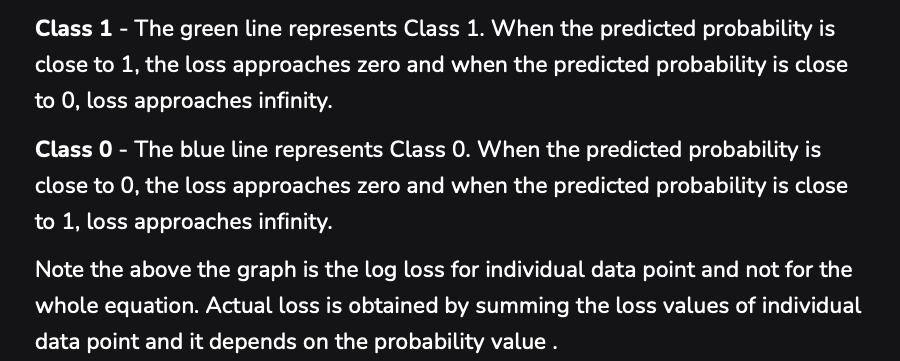 Class 1 - The green line represents Class 1. When the predicted probability is
close to 1, the loss approaches zero and when the predicted probability is close
to 0, loss approaches infinity.
Class 0 - The blue line represents Class 0. When the predicted probability is
close to 0, the loss approaches zero and when the predicted probability is close
to 1, loss approaches infinity.
Note the above the graph is the log loss for individual data point and not for the
whole equation. Actual loss is obtained by summing the loss values of individual
data point and it depends on the probability value .